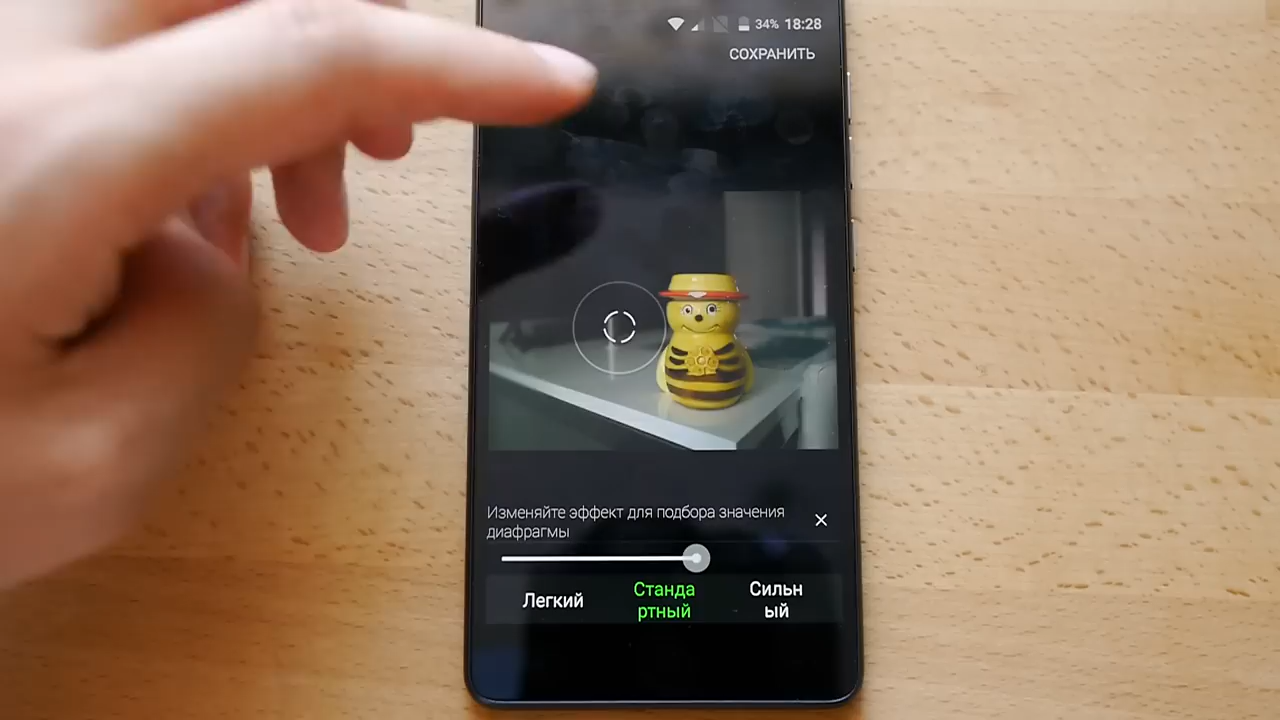 34% 18:28
СОХРАНИТЬ
Изменяйте эффект для подбора значения
диафрагмы
Легкий
Станда
ртный
Сильн
ый